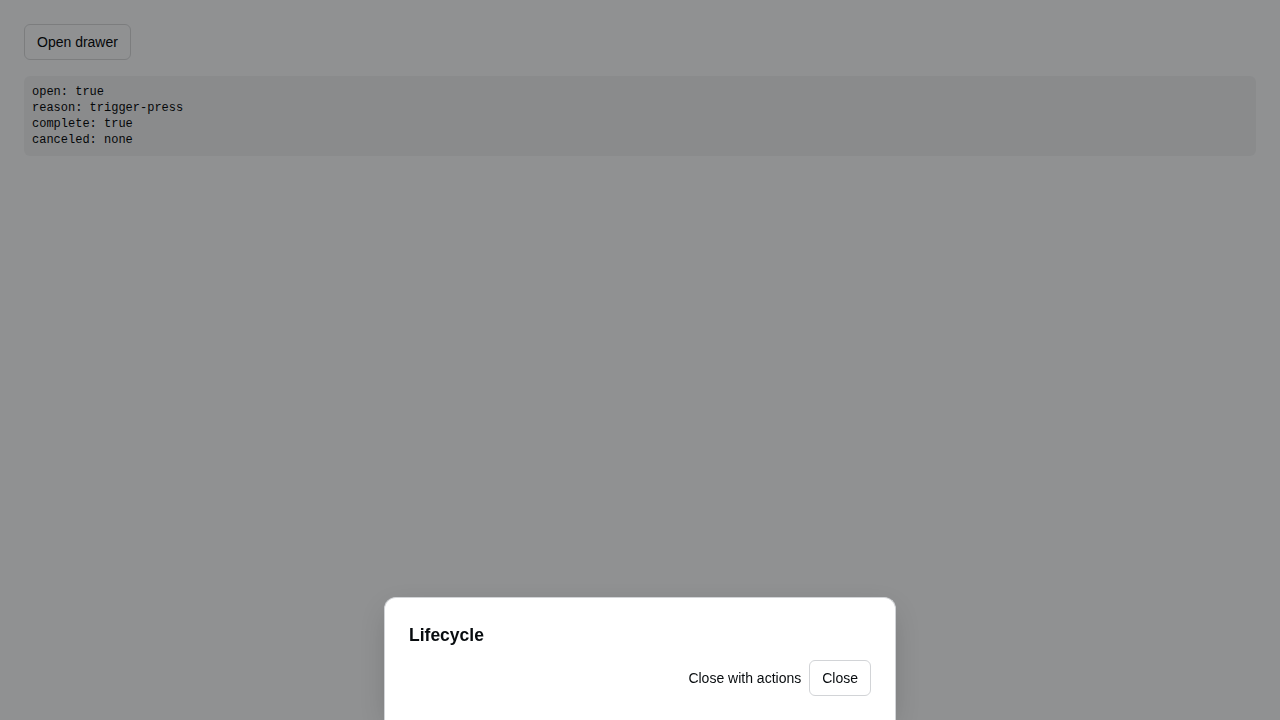 Open drawer
open: true
reason: trigger-press
complete: true
canceled: none
Lifecycle
Close with actions Close